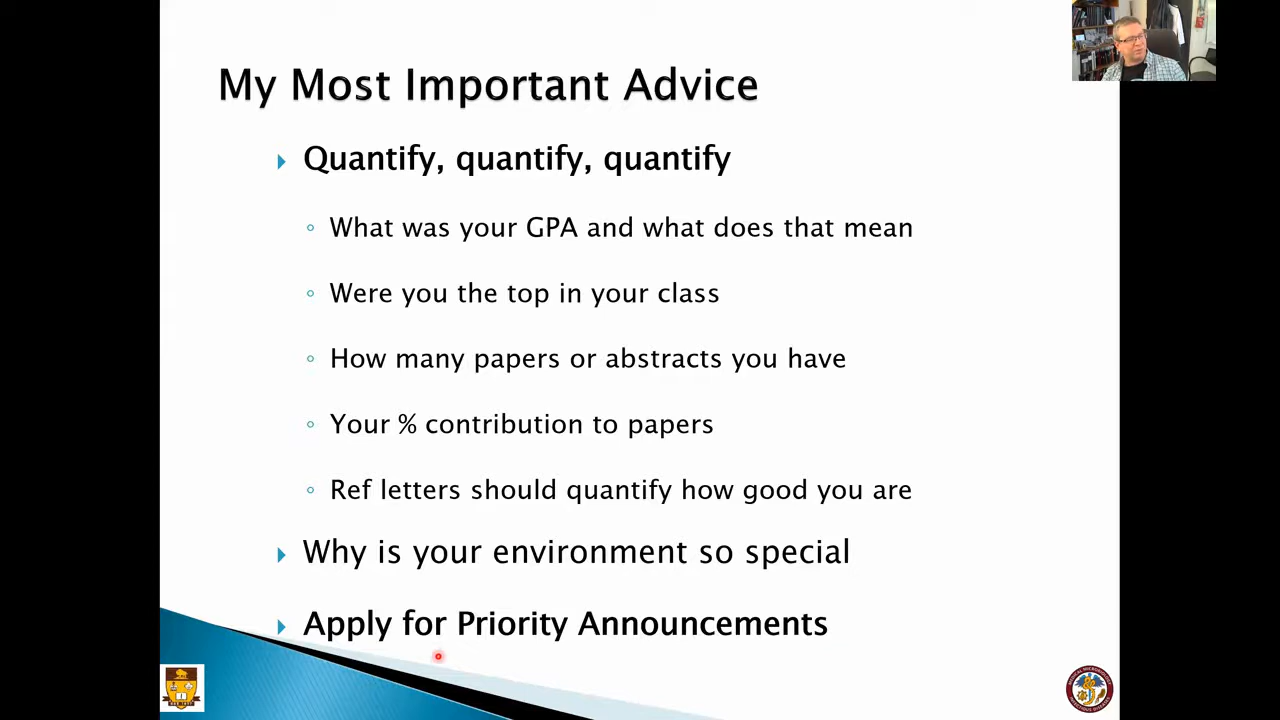 My Most Important Advice
Quantify, quantify, quantify
What was your GPA and what does that mean
Were you the top in your class
How many papers or abstracts you have
Your % contribution to papers
Ref letters should quantify how good you are
Why is your environment so special
Apply for Priority Announcements